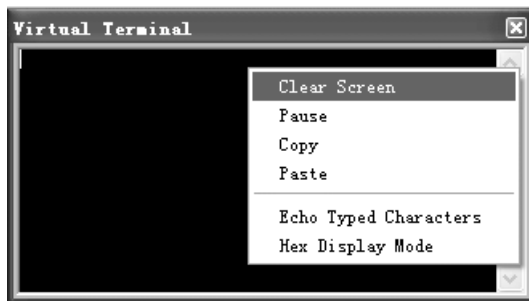 Virtual Terminal
Clear Screen
Pause
Copy
Paste
Echo Typed Characters
Hex Display Mode